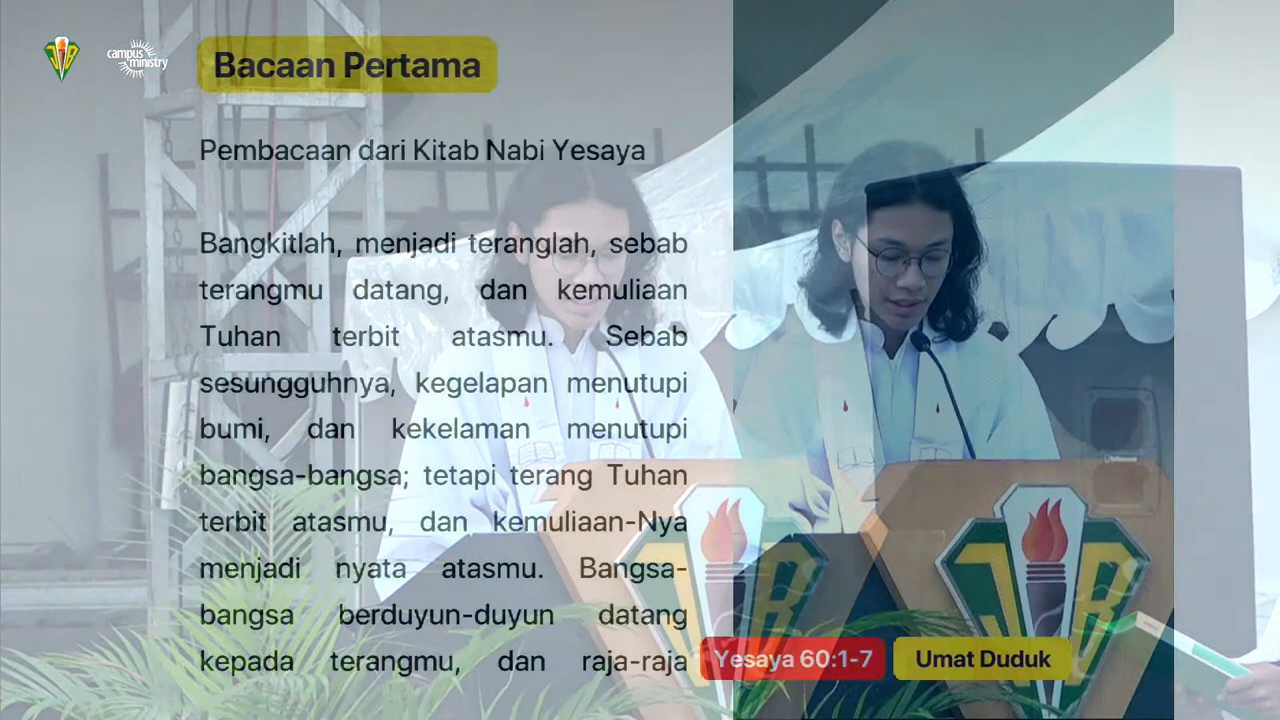 campus
ministry
Bacaan Pertama
Pembacaan dari Kitab Nabi Yesaya
Bangkitlah, menjadi teranglah, sebab
terangmu datang, dan kemuliaan
Tuhan terbit atasmu. Sebab
sesungguhnya, kegelapan menutupi
bumi, dan kekelaman menutupi
bangsa-bangsa; tetapi terang Tuhan
terbit atasmu, dan kemuliaan-Nya
menjadi nyata atasmu. Bangsa-
bangsa berduyun-duyun datang
kepada terangmu, dan raja-raja
Yesaya 60:1-7
Umat Duduk
JB
JB
JB